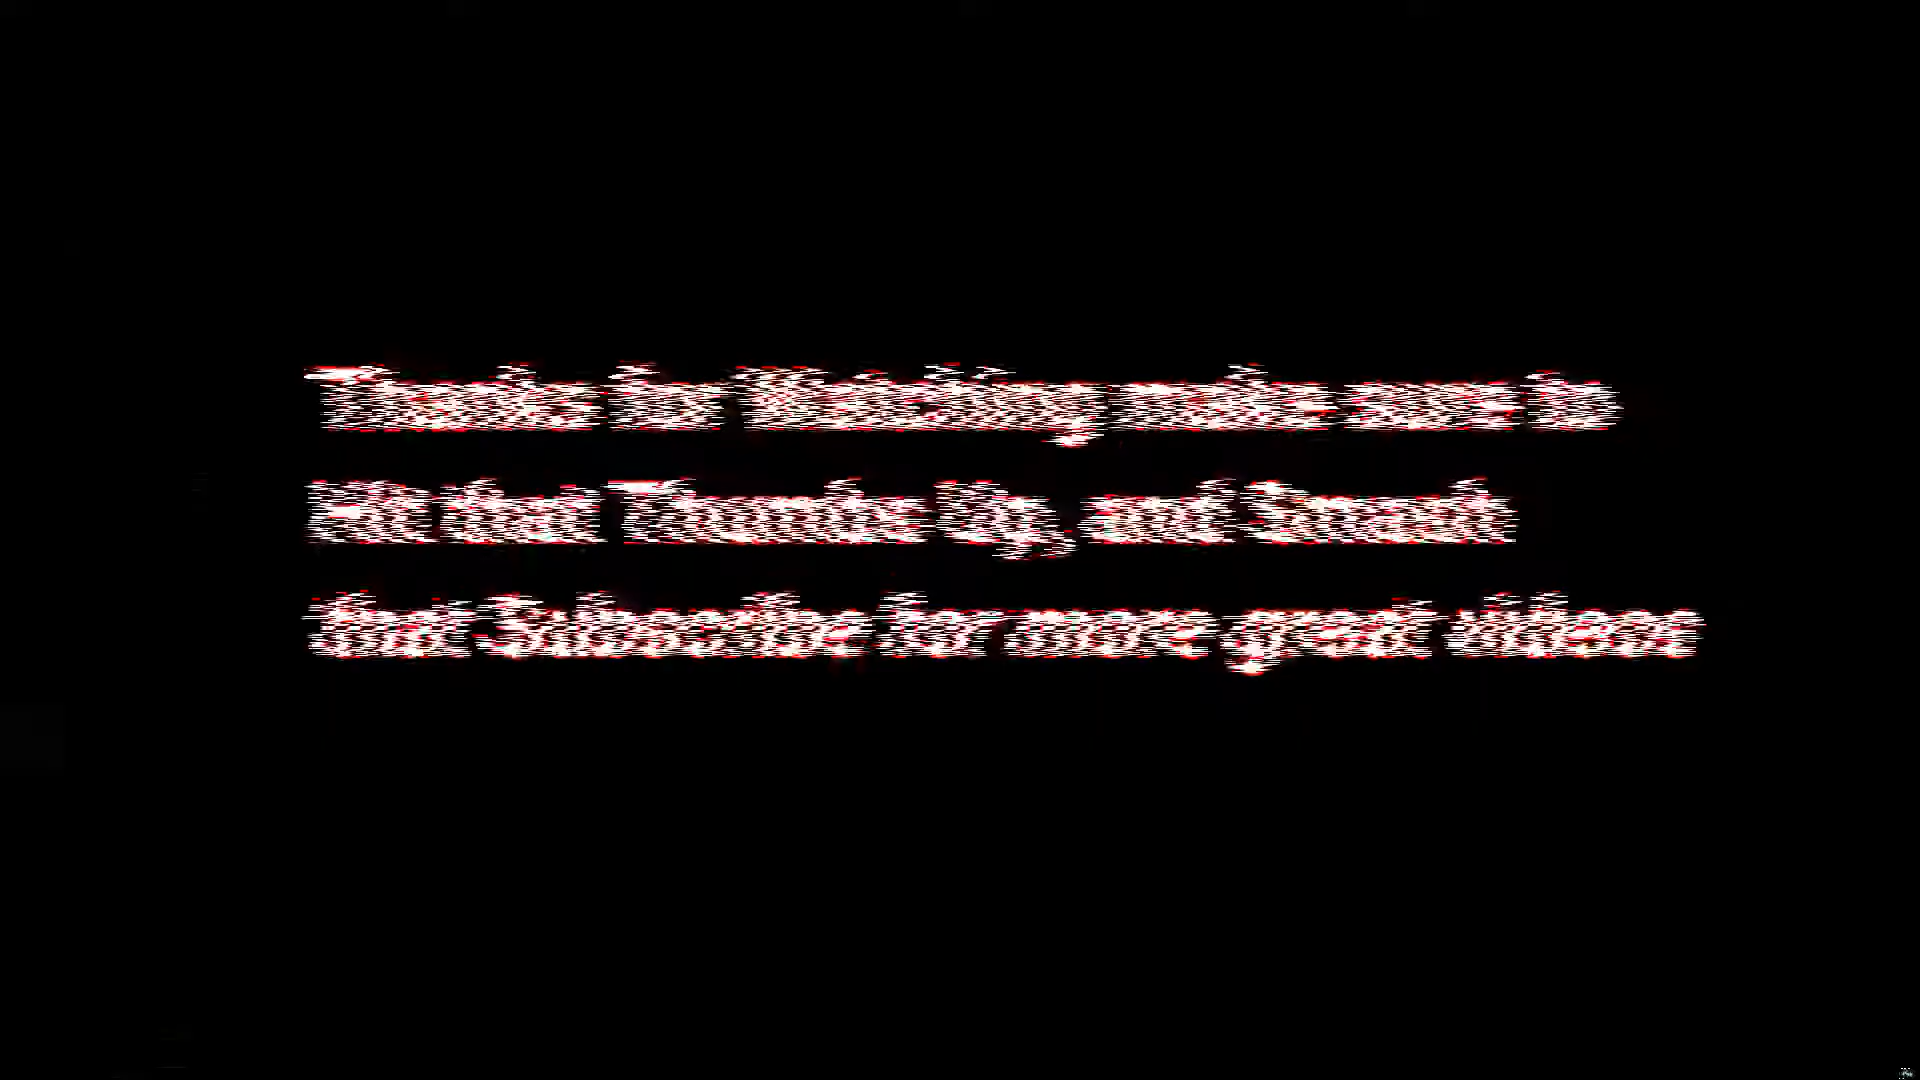 Thanks for Watching make sure to
Hit that Thumbs Up, and Smash
that Subscribe for more great videos